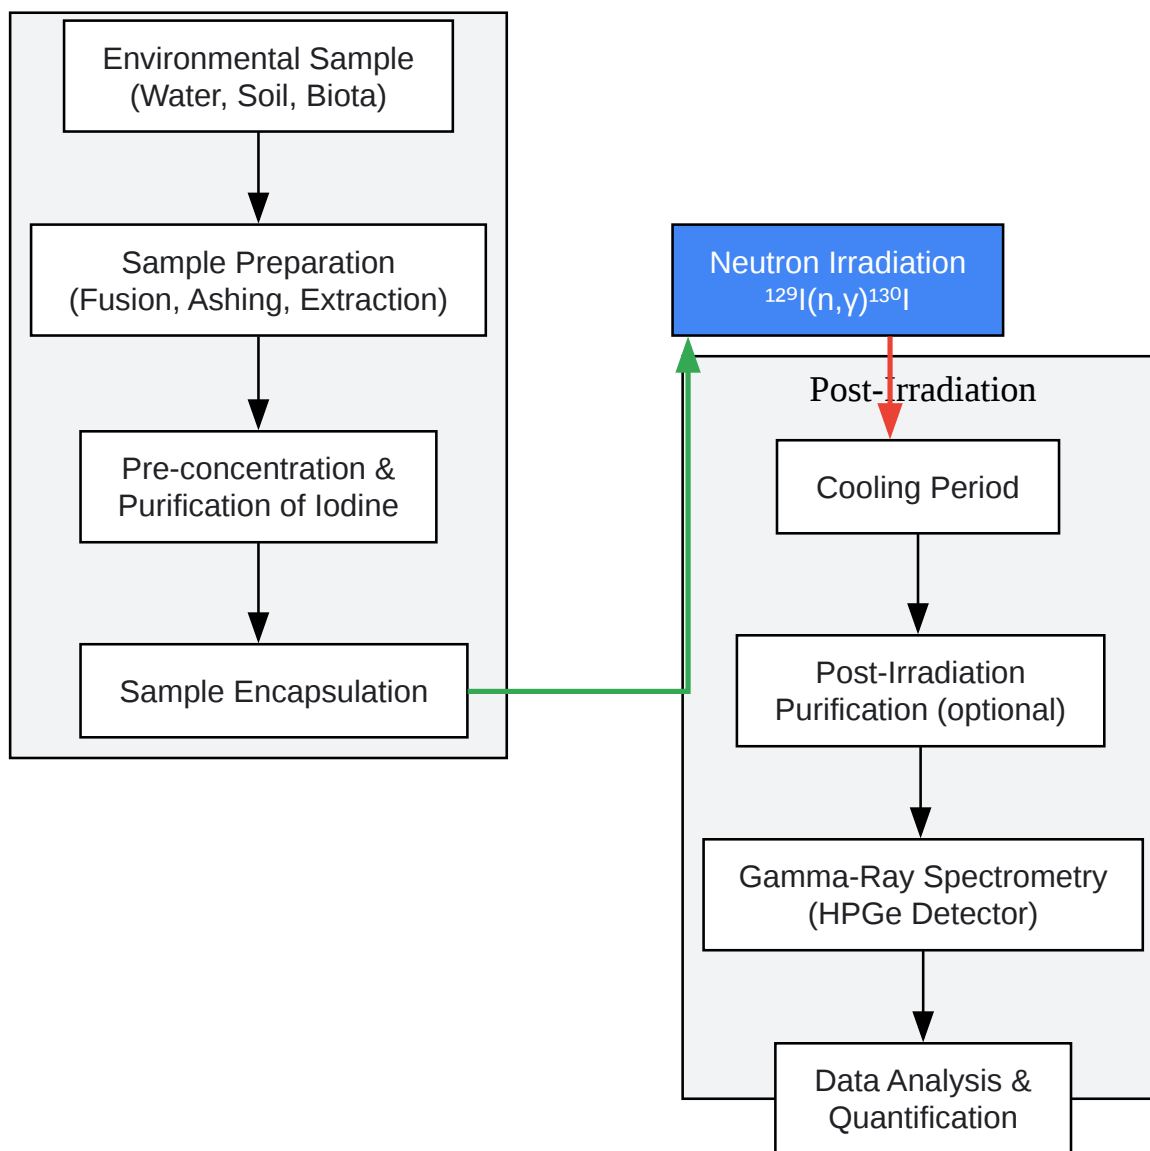 Environmental Sample
(Water, Soil, Biota)
Sample Preparation
(Fusion, Ashing, Extraction)
Pre-concentration &
Purification of Iodine
Sample Encapsulation
Neutron Irradiation
¹²⁹I(n,γ)¹³⁰I
Post-Irradiation
Cooling Period
Post-Irradiation
Purification (optional)
Gamma-Ray Spectrometry
(HPGe Detector)
Data Analysis &
Quantification